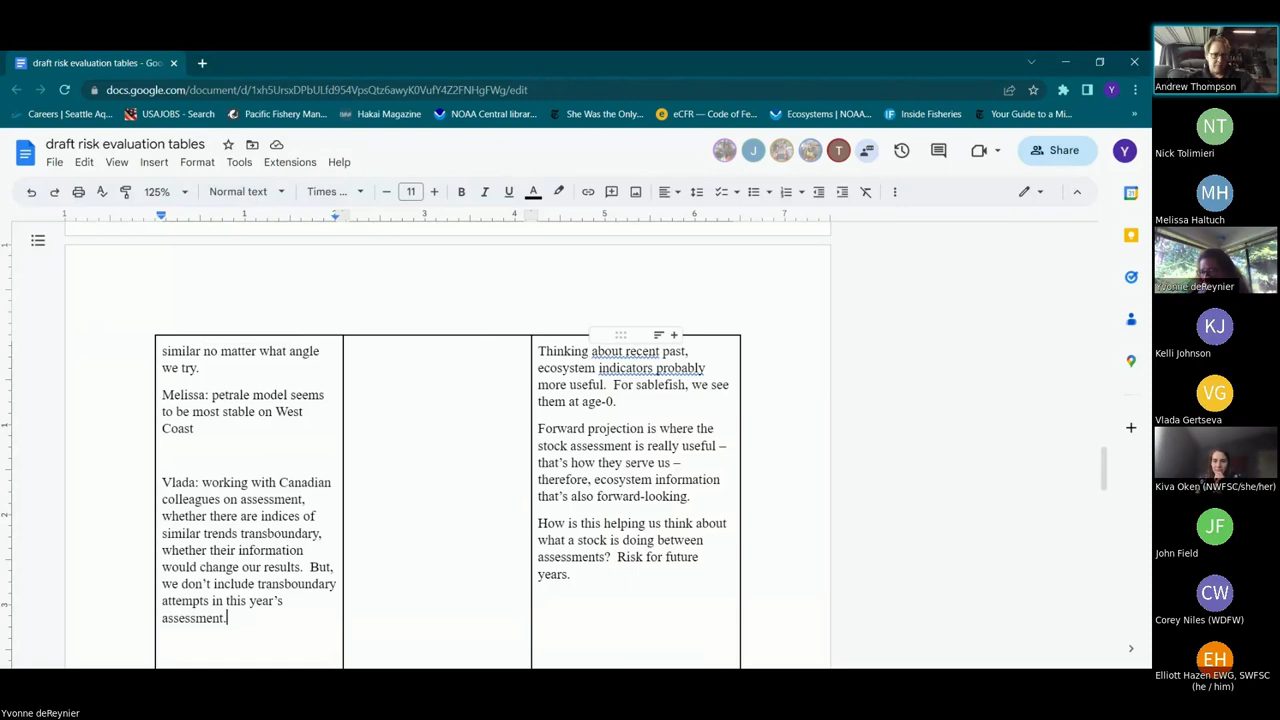 draft risk evaluation tables - Goo
docs.google.com/document/d/1xh5UrsxDPbULfd954VpsQtz6awyK0VufY4Z2FNHgFWg/edit
Careers | Seattle Aq...
USAJOBS - Search
Pacific Fishery Man...
Hakai Magazine
NOAA Central library...
She Was the Only...
eCFR — Code of Fe...
Ecosystems | NOAA...
Inside Fisheries
Your Guide to a Mi...
draft risk evaluation tables
File Edit View Insert Format Tools Extensions Help
J
T
Share
Y
125%
Normal text
Times ...
11
1 1 3 4 5 6 7
similar no matter what angle
we try.
Melissa: petrale model seems
to be most stable on West
Coast
Vlada: working with Canadian
colleagues on assessment,
whether there are indices of
similar trends transboundary,
whether their information
would change our results.  But,
we don't include transboundary
attempts in this year's
assessment.
Thinking about recent past,
ecosystem indicators probably
more useful.  For sablefish, we see
them at age-0.
Forward projection is where the
stock assessment is really useful –
that's how they serve us –
therefore, ecosystem information
that's also forward-looking.
How is this helping us think about
what a stock is doing between
assessments?  Risk for future
years.
Andrew Thompson
NT
Nick Tolimieri
MH
Melissa Haltuch
Yvonne deReynier
KJ
Kelli Johnson
VG
Vlada Gertseva
Kiva Oken (NWFSC/she/her)
JF
John Field
CW
Corey Niles (WDFW)
EH
Elliott Hazen EWG, SWFSC
(he / him)
Yvonne deReynier